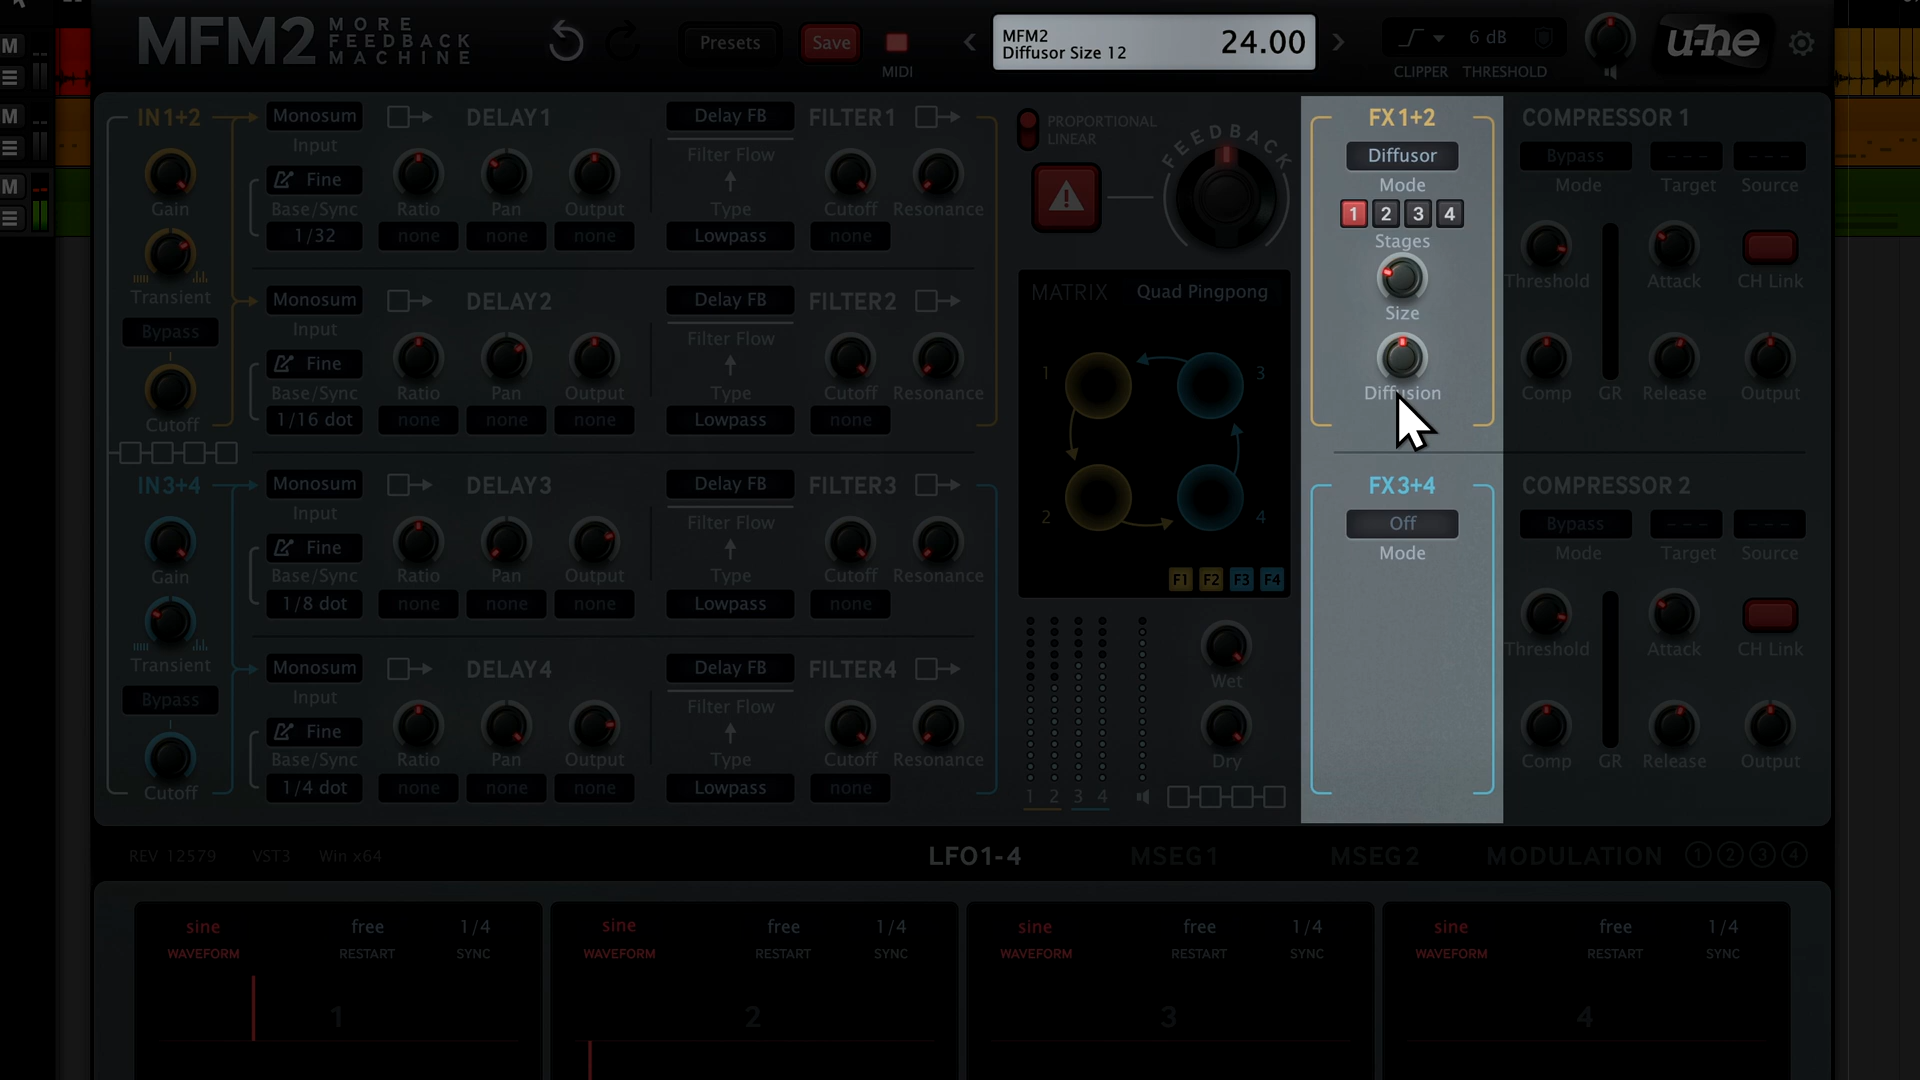 MFM2 MORE FEEDBACK MACHINE
Presets
Save
MIDI
MFM2
Diffusor Size 12
24.00
6 dB
CLIPPER THRESHOLD
u-he
M
M
M
IN1+2
Gain
Transient
Bypass
Cutoff
Monosum
Input
Fine
Base/Sync
1/32
DELAY1
Ratio Pan Output
none none none
Delay FB
Filter Flow
Type
Lowpass
FILTER1
Cutoff Resonance
none
Monosum
Input
Fine
Base/Sync
1/16 dot
DELAY2
Ratio Pan Output
none none none
Delay FB
Filter Flow
Type
Lowpass
FILTER2
Cutoff Resonance
none
IN3+4
Gain
Transient
Bypass
Cutoff
Monosum
Input
Fine
Base/Sync
1/8 dot
DELAY3
Ratio Pan Output
none none none
Delay FB
Filter Flow
Type
Lowpass
FILTER3
Cutoff Resonance
none
Monosum
Input
Fine
Base/Sync
1/4 dot
DELAY4
Ratio Pan Output
none none none
Delay FB
Filter Flow
Type
Lowpass
FILTER4
Cutoff Resonance
none
PROPORTIONAL
LINEAR
FEEDBACK
MATRIX Quad Pingpong
1 3
2 4
F1 F2 F3 F4
Wet
Dry
1 2 3 4
FX1+2
Diffusor
Mode
1 2 3 4
Stages
Size
Diffusion
FX3+4
Off
Mode
COMPRESSOR 1
Bypass - - - - - -
Mode Target Source
Threshold Attack CH Link
Comp GR Release Output
COMPRESSOR 2
Bypass - - - - - -
Mode Target Source
Threshold Attack CH Link
Comp GR Release Output
REV 12579 VST3 Win x64
LFO1-4 MSEG1 MSEG2 MODULATION 1 2 3 4
sine free 1/4
WAVEFORM RESTART SYNC
1
sine free 1/4
WAVEFORM RESTART SYNC
2
sine free 1/4
WAVEFORM RESTART SYNC
3
sine free 1/4
WAVEFORM RESTART SYNC
4